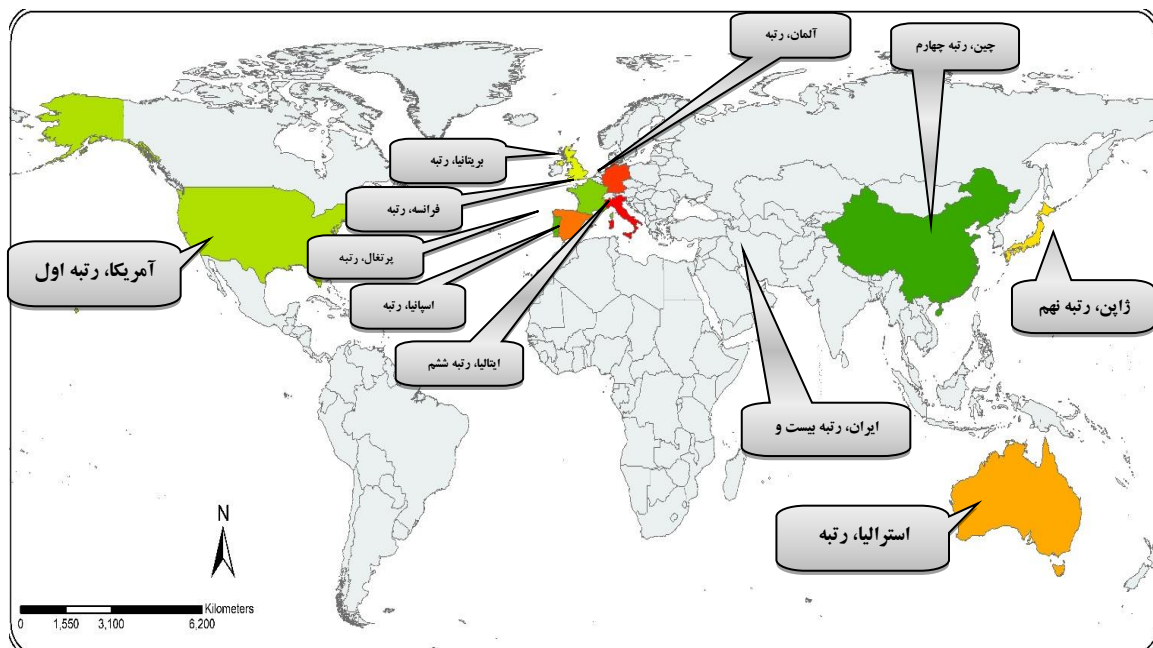 آلمان، رتبه
چین، رتبه چهارم
بریتانیا، رتبه
فرانسه، رتبه
پرتغال، رتبه
آمریکا، رتبه اول
اسپانیا، رتبه
ژاپن، رتبه نهم
ایتالیا، رتبه ششم
ایران، رتبه بیست و
استرالیا، رتبه
N
Kilometers
0 1,550 3,100 6,200